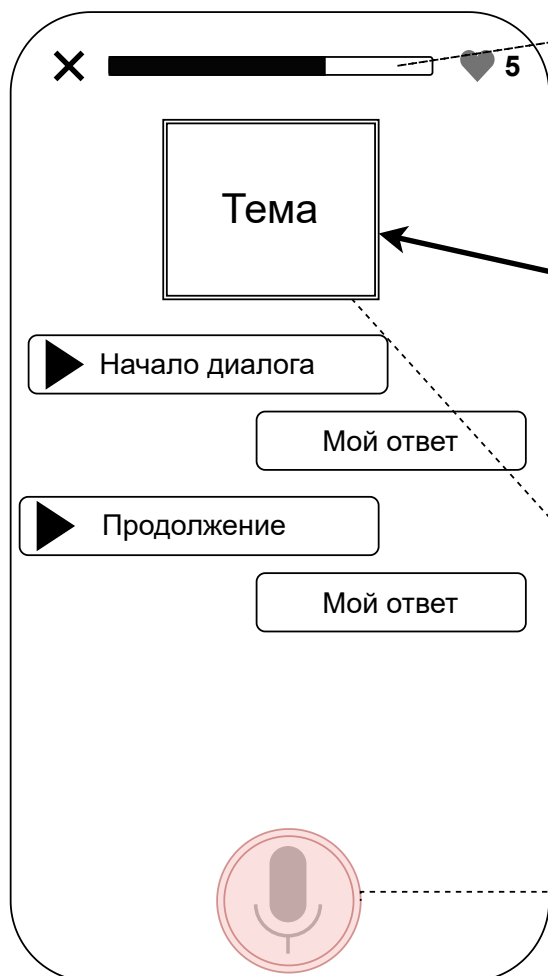 5
Тема
Начало диалога
Мой ответ
Продолжение
Мой ответ